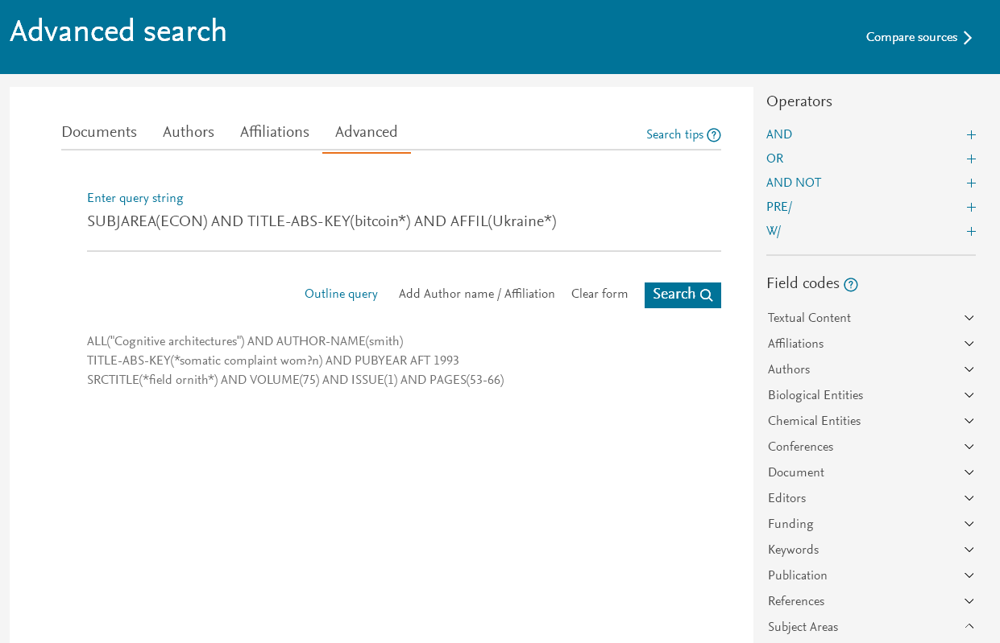 Advanced search
Compare sources
Documents Authors Affiliations Advanced
Search tips ?
Enter query string
SUBJAREA(ECON) AND TITLE-ABS-KEY(bitcoin*) AND AFFIL(Ukraine*)
Outline query Add Author name / Affiliation Clear form Search
ALL("Cognitive architectures") AND AUTHOR-NAME(smith)
TITLE-ABS-KEY(*somatic complaint wom?n) AND PUBYEAR AFT 1993
SRCTITLE(*field ornith*) AND VOLUME(75) AND ISSUE(1) AND PAGES(53-66)
Operators
AND +
OR +
AND NOT +
PRE/ +
W/ +
Field codes ?
Textual Content
Affiliations
Authors
Biological Entities
Chemical Entities
Conferences
Document
Editors
Funding
Keywords
Publication
References
Subject Areas